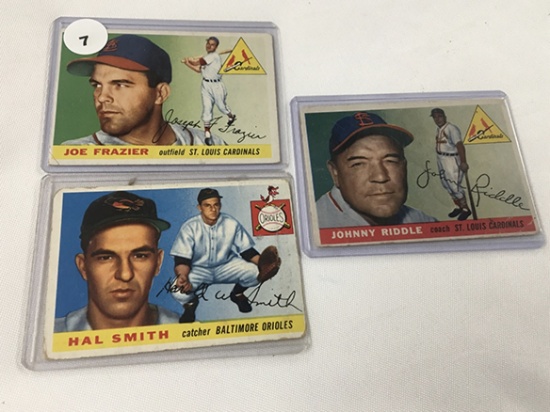 7
Cardinals
Joseph F Frazier
JOE FRAZIER outfield ST. LOUIS CARDINALS
Cardinals
Riddle
JOHNNY RIDDLE coach ST. LOUIS CARDINALS
ORIOLES
Harold W. Smith
HAL SMITH catcher BALTIMORE ORIOLES